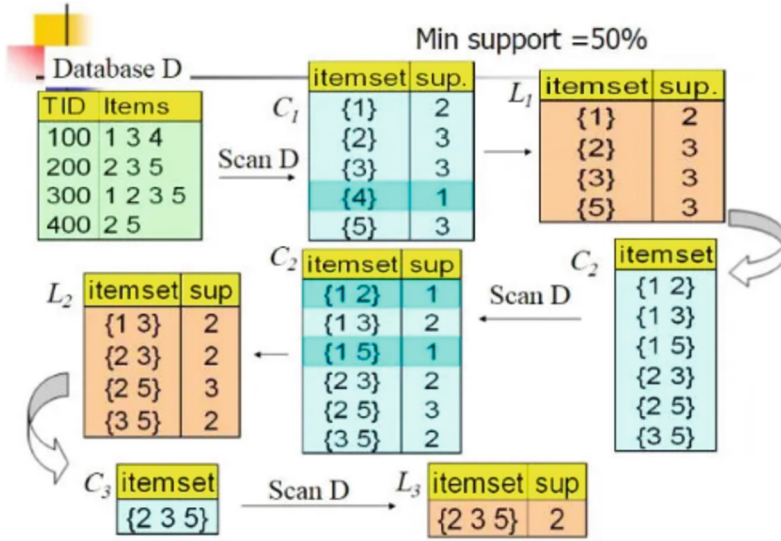 Min support =50%
Database D
TID Items
100 1 3 4
200 2 3 5
300 1 2 3 5
400 2 5
Scan D
C1
itemset sup.
{1} 2
{2} 3
{3} 3
{4} 1
{5} 3
L1
itemset sup.
{1} 2
{2} 3
{3} 3
{5} 3
C2
itemset
{1 2}
{1 3}
{1 5}
{2 3}
{2 5}
{3 5}
Scan D
C2
itemset sup
{1 2} 1
{1 3} 2
{1 5} 1
{2 3} 2
{2 5} 3
{3 5} 2
L2
itemset sup
{1 3} 2
{2 3} 2
{2 5} 3
{3 5} 2
C3
itemset
{2 3 5}
Scan D
L3
itemset sup
{2 3 5} 2